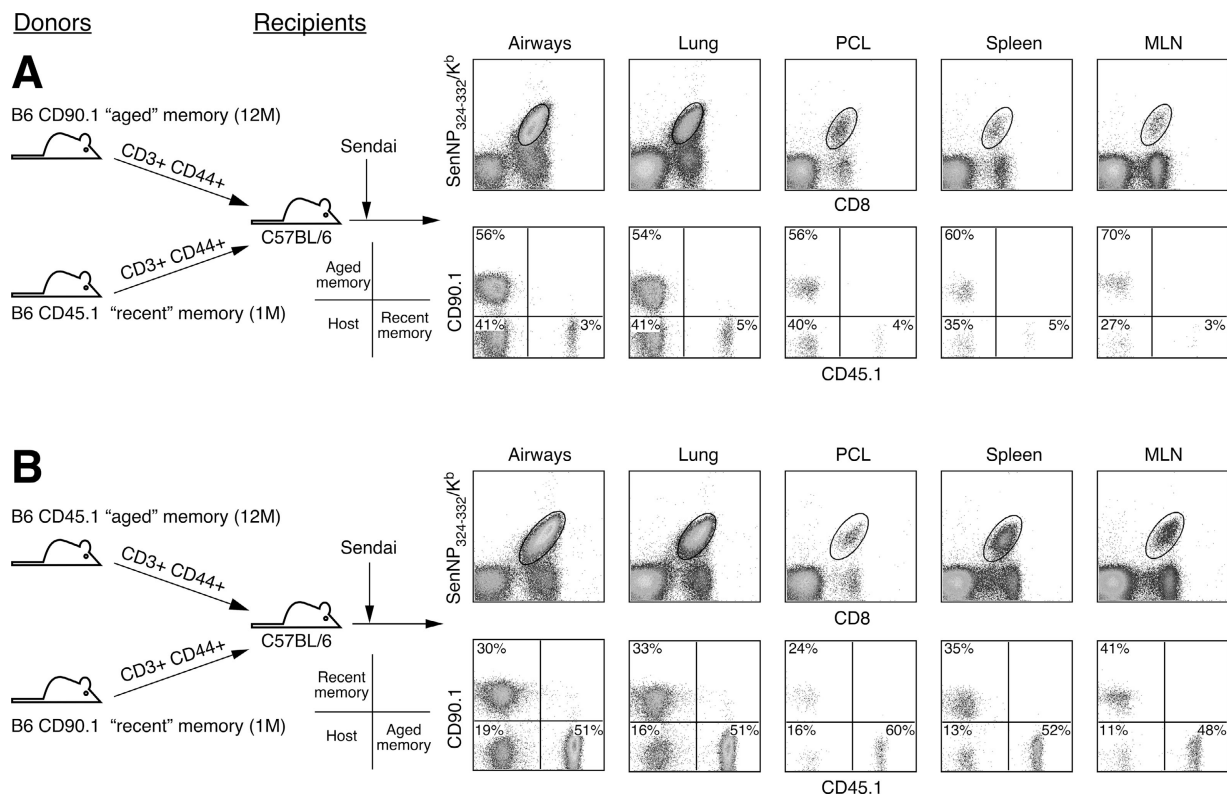 Donors
Recipients
A
B6 CD90.1 “aged” memory (12M)
CD3+ CD44+
Sendai
C57BL/6
CD3+ CD44+
B6 CD45.1 “recent” memory (1M)
Aged
memory
Host
Recent
memory
Airways
Lung
PCL
Spleen
MLN
SenNP324-332/Kb
CD8
CD90.1
56%
41%
3%
54%
41%
5%
56%
40%
4%
60%
35%
5%
70%
27%
3%
CD45.1
B
B6 CD45.1 “aged” memory (12M)
CD3+ CD44+
Sendai
C57BL/6
CD3+ CD44+
B6 CD90.1 “recent” memory (1M)
Recent
memory
Host
Aged
memory
Airways
Lung
PCL
Spleen
MLN
SenNP324-332/Kb
CD8
CD90.1
30%
19%
51%
33%
16%
51%
24%
16%
60%
35%
13%
52%
41%
11%
48%
CD45.1